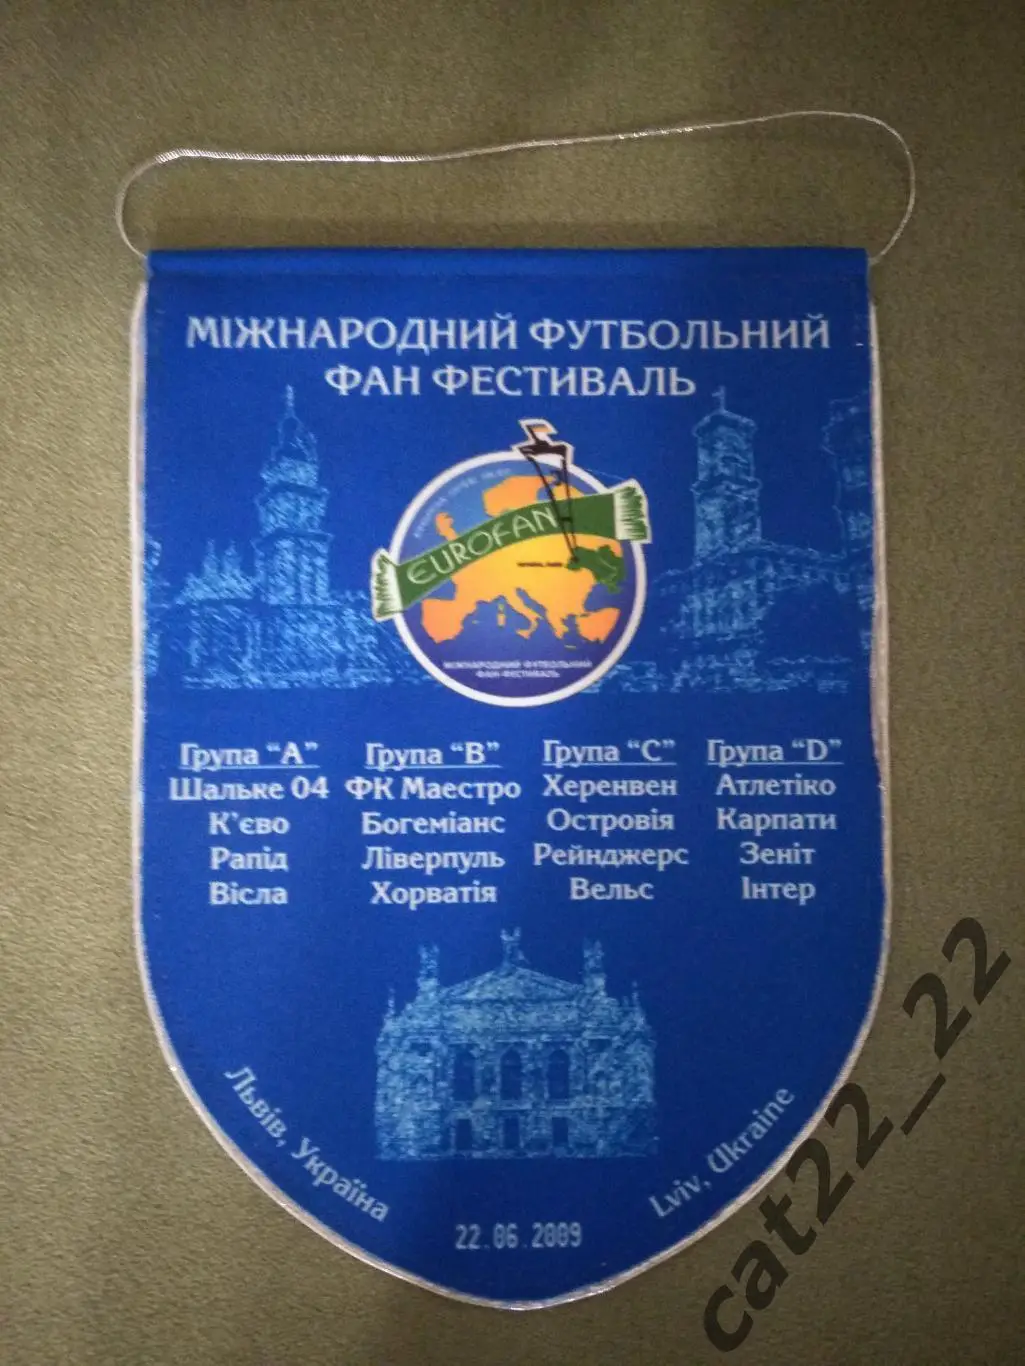 МІЖНАРОДНИЙ ФУТБОЛЬНИЙ
ФАН ФЕСТИВАЛЬ
EUROFAN
МІЖНАРОДНИЙ ФУТБОЛЬНИЙ
ФАН-ФЕСТИВАЛЬ
Група "А"
Шальке 04
К'єво
Рапід
Вісла
Група "В"
ФК Маестро
Богеміанс
Ліверпуль
Хорватія
Група "С"
Херенвен
Островія
Рейнджерс
Вельс
Група "D"
Атлетіко
Карпати
Зеніт
Інтер
Львів, Україна
Lviv, Ukraine
22.06.2009
cat22_22